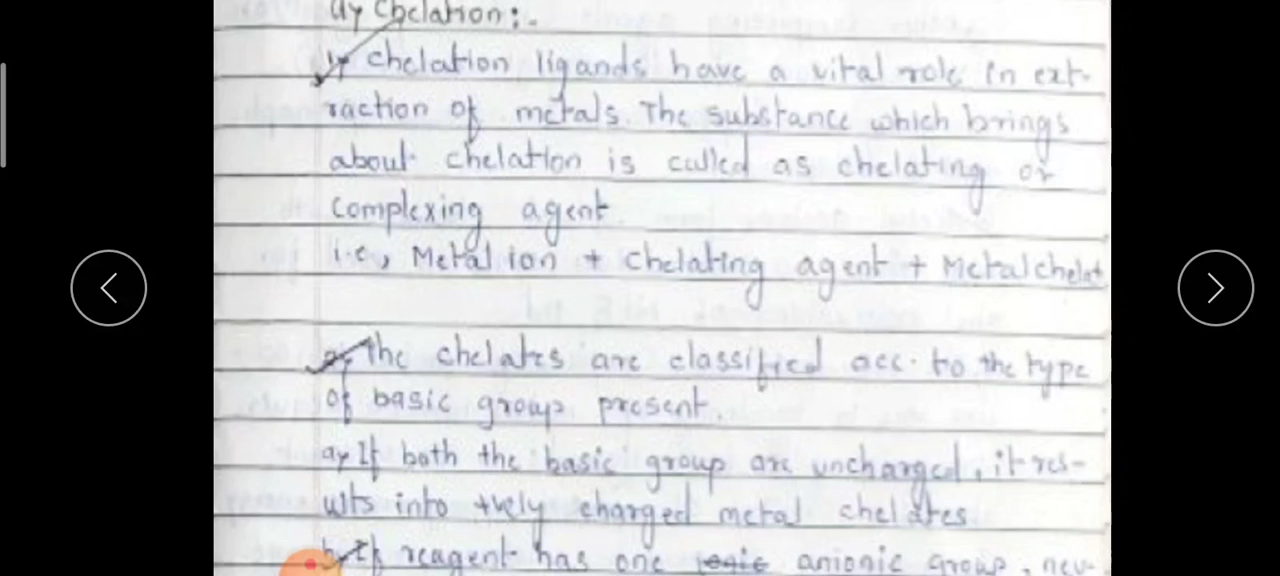 a) Chelation:-
1) Chelation ligands have a vital role in ext-
raction of metals. The substance which brings
about chelation is called as chelating or
complexing agent.
i.e, Metal ion + Chelating agent + Metal chelat
2) The chelates are classified acc. to the type
of basic group present.
a) If both the basic group are uncharged, it res-
ults into +vely charged metal chelates
b) If reagent has one anionic group, neu-